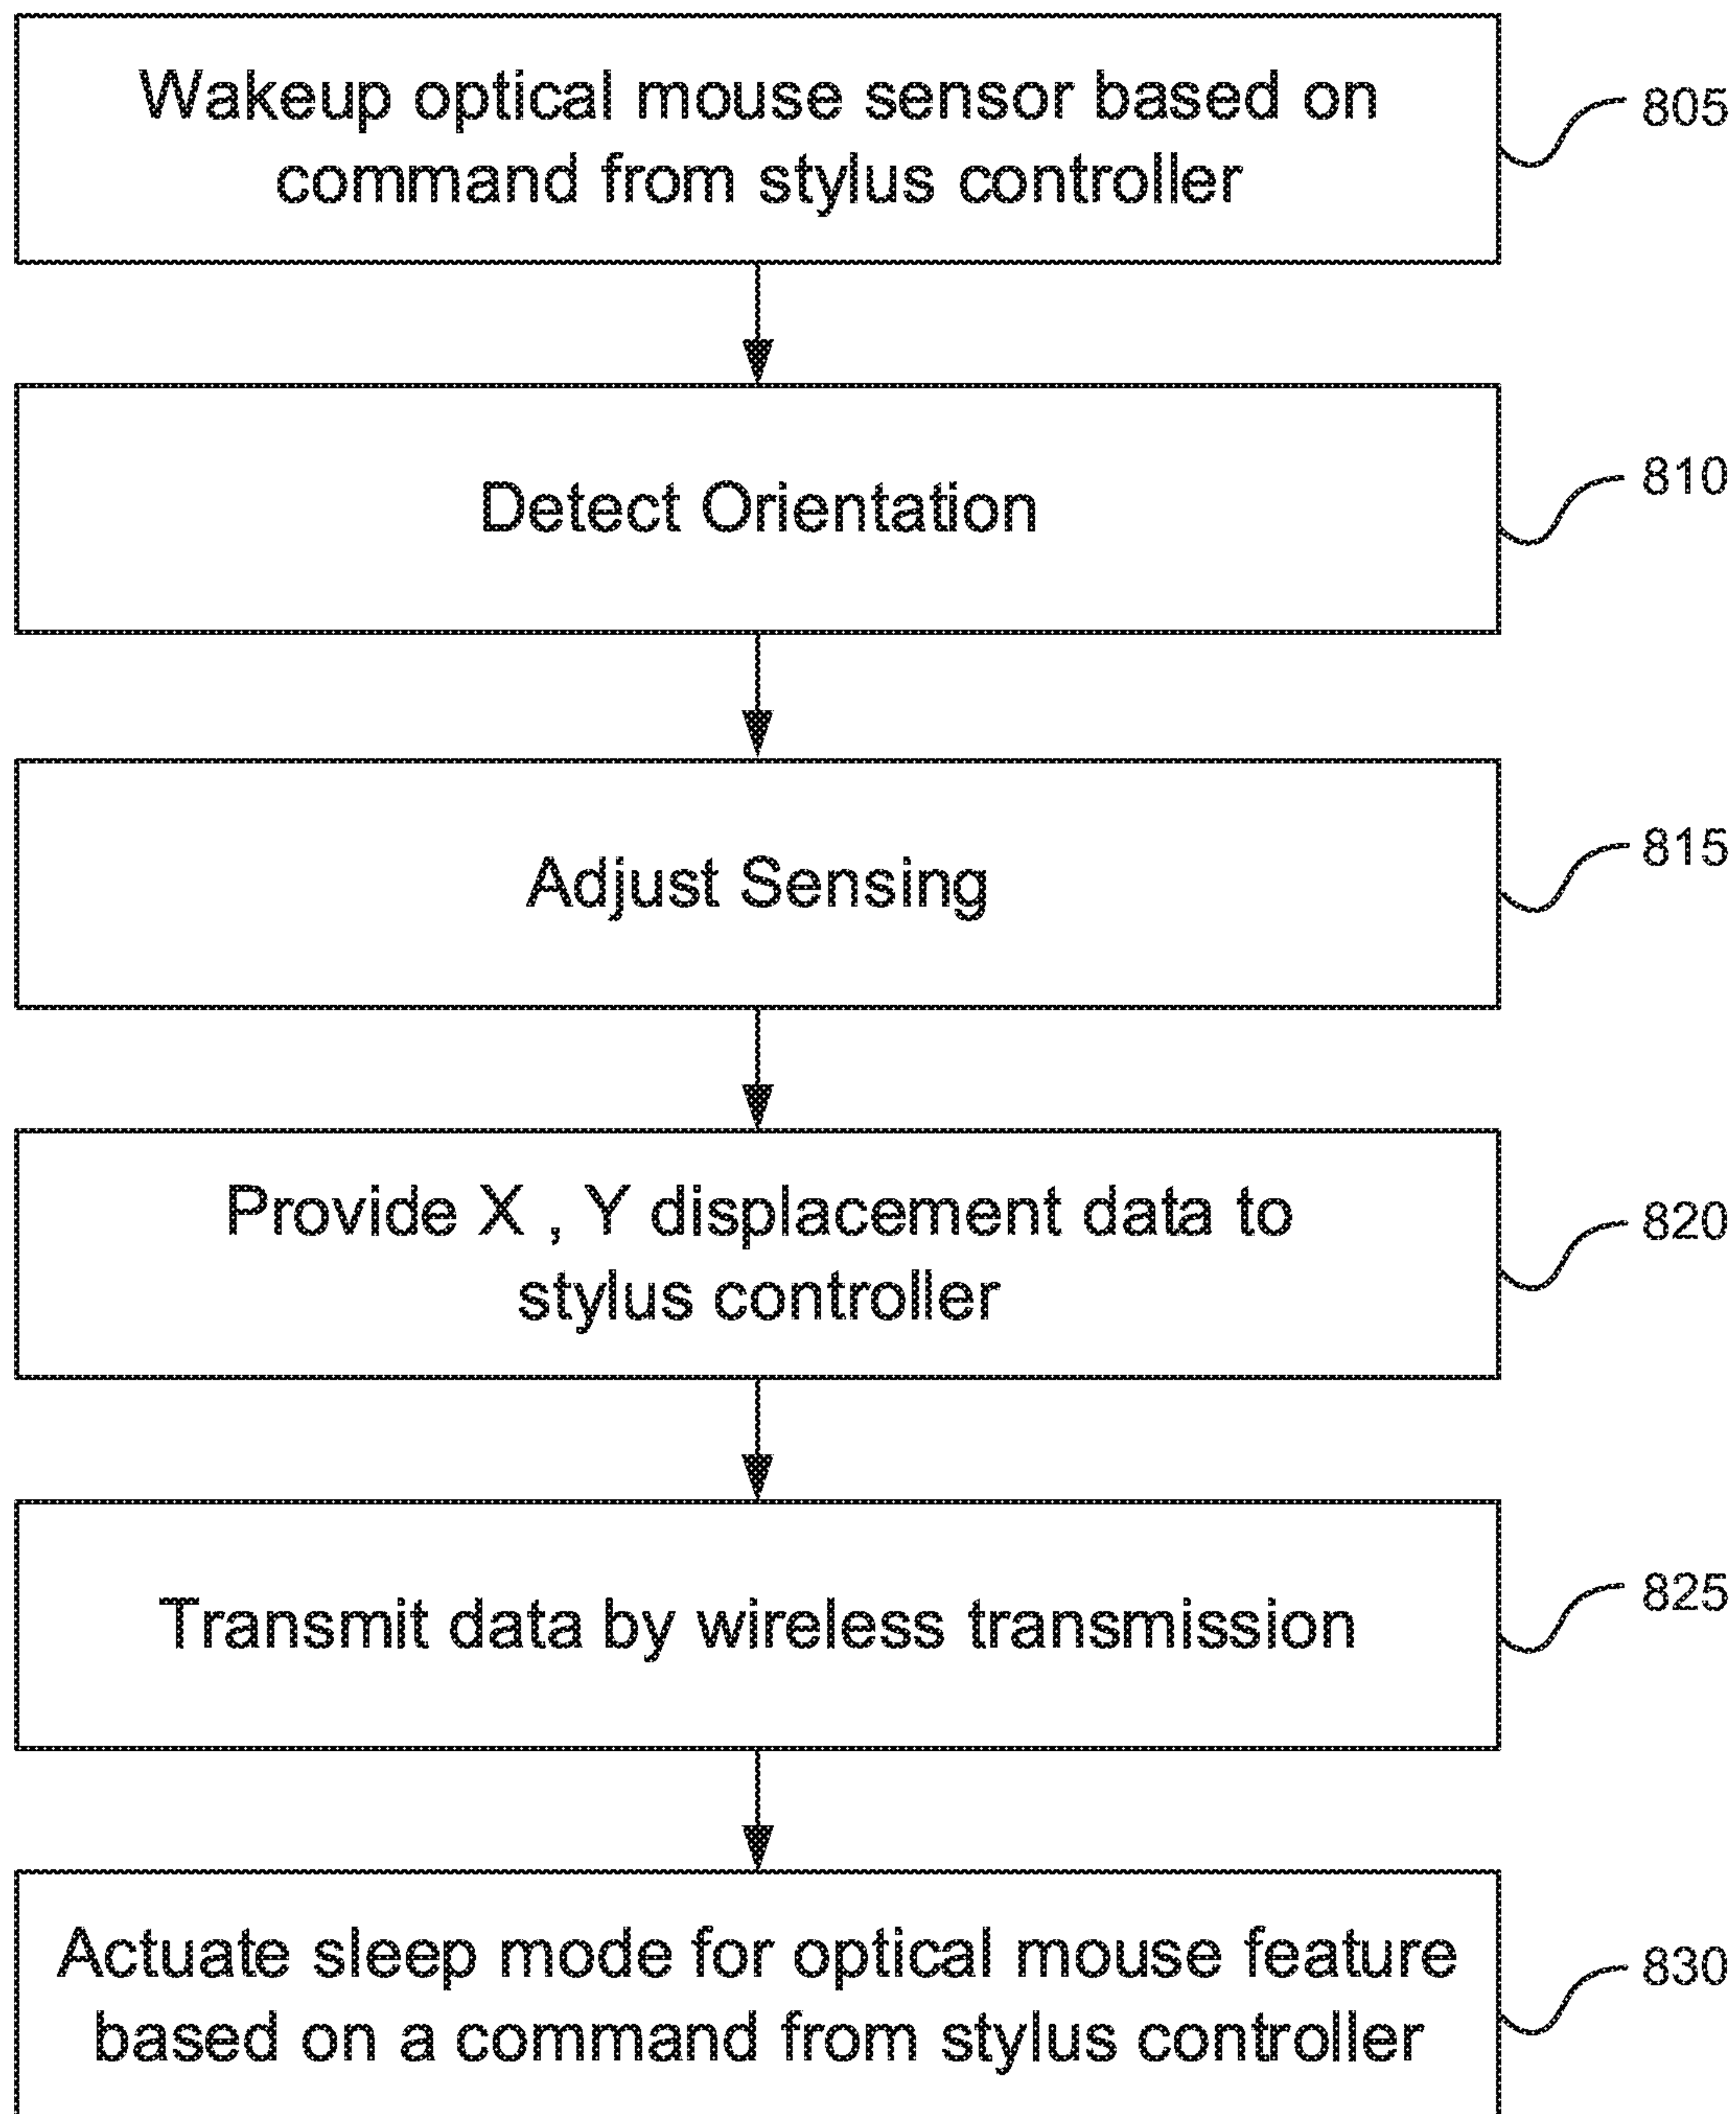 Wakeup optical mouse sensor based on
command from stylus controller
805
Detect Orientation
810
Adjust Sensing
815
Provide X , Y displacement data to
stylus controller
820
Transmit data by wireless transmission
825
Actuate sleep mode for optical mouse feature
based on a command from stylus controller
830